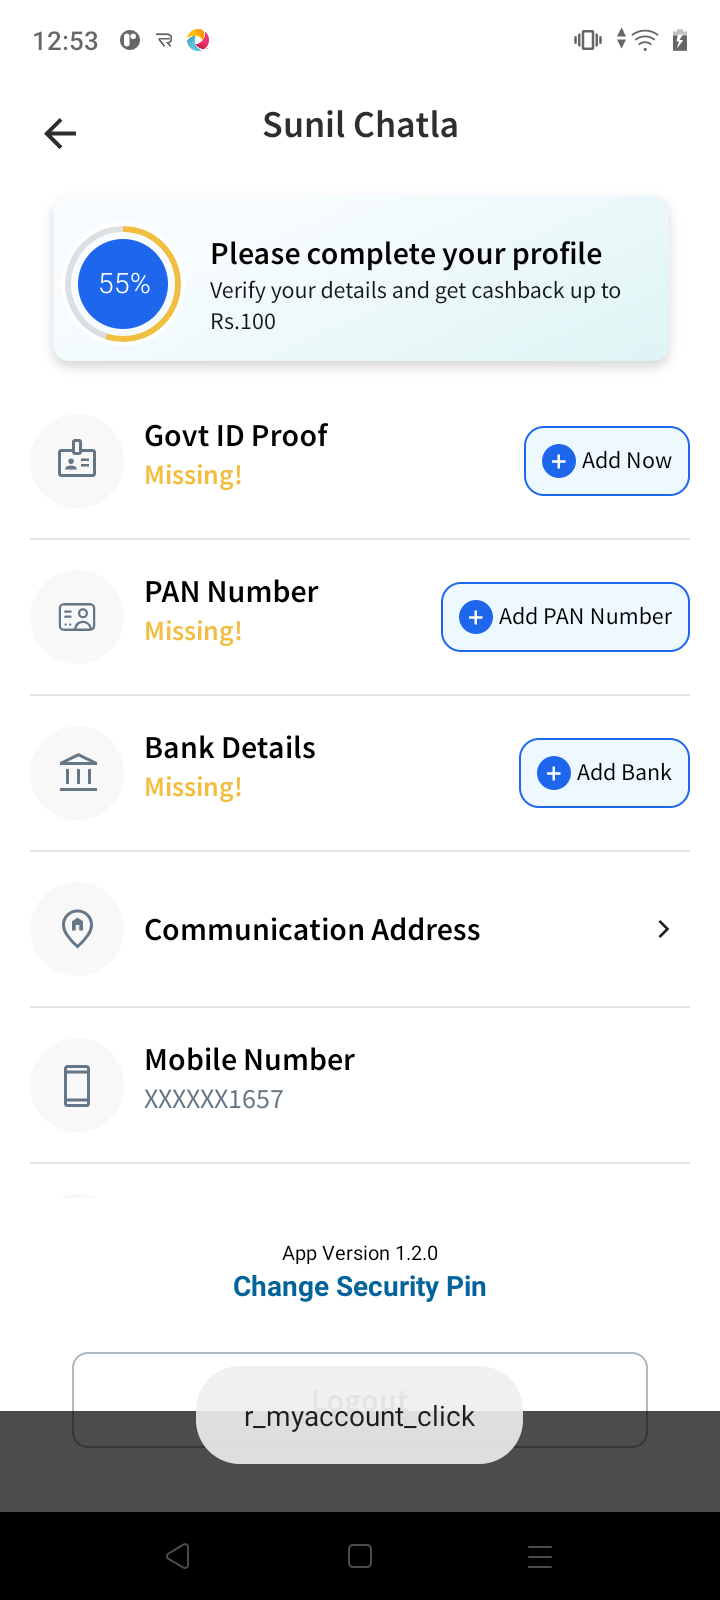 12:53
Sunil Chatla
55%
Please complete your profile
Verify your details and get cashback up to
Rs.100
Govt ID Proof
Missing!
Add Now
PAN Number
Missing!
Add PAN Number
Bank Details
Missing!
Add Bank
Communication Address
Mobile Number
XXXXXX1657
App Version 1.2.0
Change Security Pin
Logout
r_myaccount_click